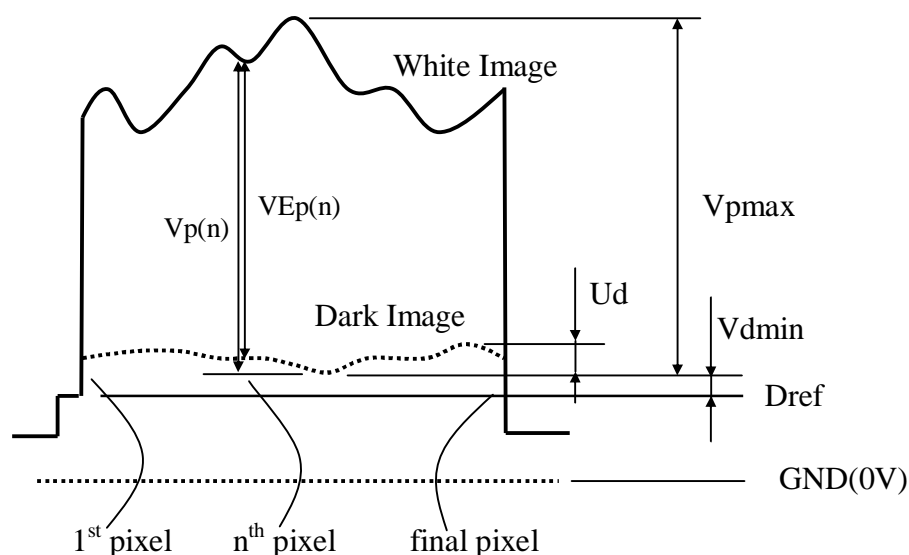 White Image
VEp(n)
Vp(n)
Vpmax
Ud
Dark Image
Vdmin
Dref
GND(0V)
1st pixel
nth pixel
final pixel